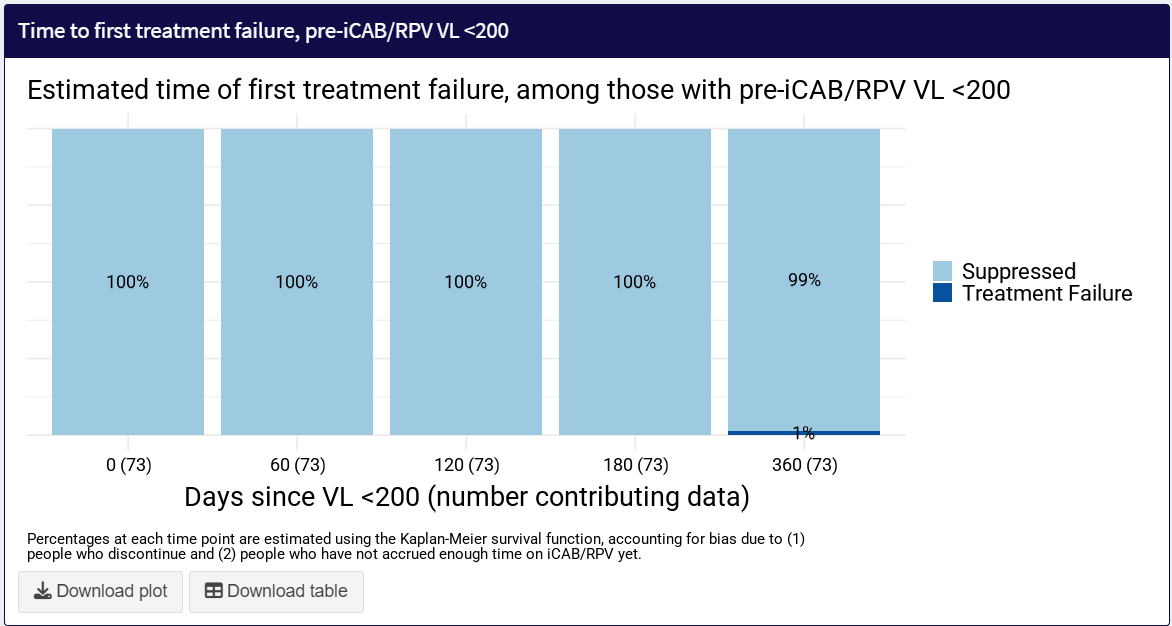 Time to first treatment failure, pre-iCAB/RPV VL <200
Estimated time of first treatment failure, among those with pre-iCAB/RPV VL <200
100%
100%
100%
100%
99%
1%
Suppressed
Treatment Failure
0 (73)
60 (73)
120 (73)
180 (73)
360 (73)
Days since VL <200 (number contributing data)
Percentages at each time point are estimated using the Kaplan-Meier survival function, accounting for bias due to (1)
people who discontinue and (2) people who have not accrued enough time on iCAB/RPV yet.
Download plot
Download table